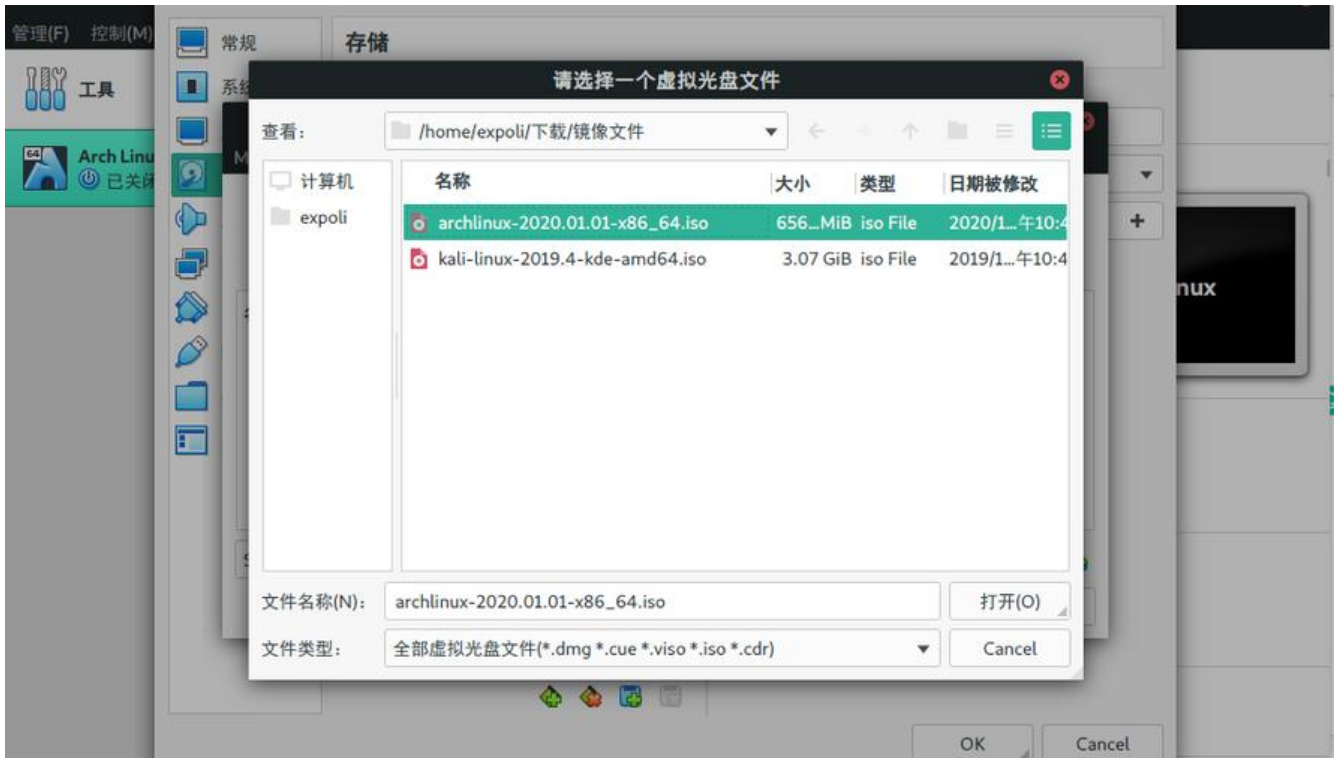 管理(F) 控制(M)
工具
64
Arch Linu
已关闭
常规
系统
存储
请选择一个虚拟光盘文件
查看:
/home/expoli/下载/镜像文件
计算机
expoli
名称 大小 类型 日期被修改
archlinux-2020.01.01-x86_64.iso 656...MiB iso File 2020/1...午10:4
kali-linux-2019.4-kde-amd64.iso 3.07 GiB iso File 2019/1...午10:4
nux
文件名称(N): archlinux-2020.01.01-x86_64.iso 打开(O)
文件类型: 全部虚拟光盘文件(*.dmg *.cue *.viso *.iso *.cdr) Cancel
OK Cancel